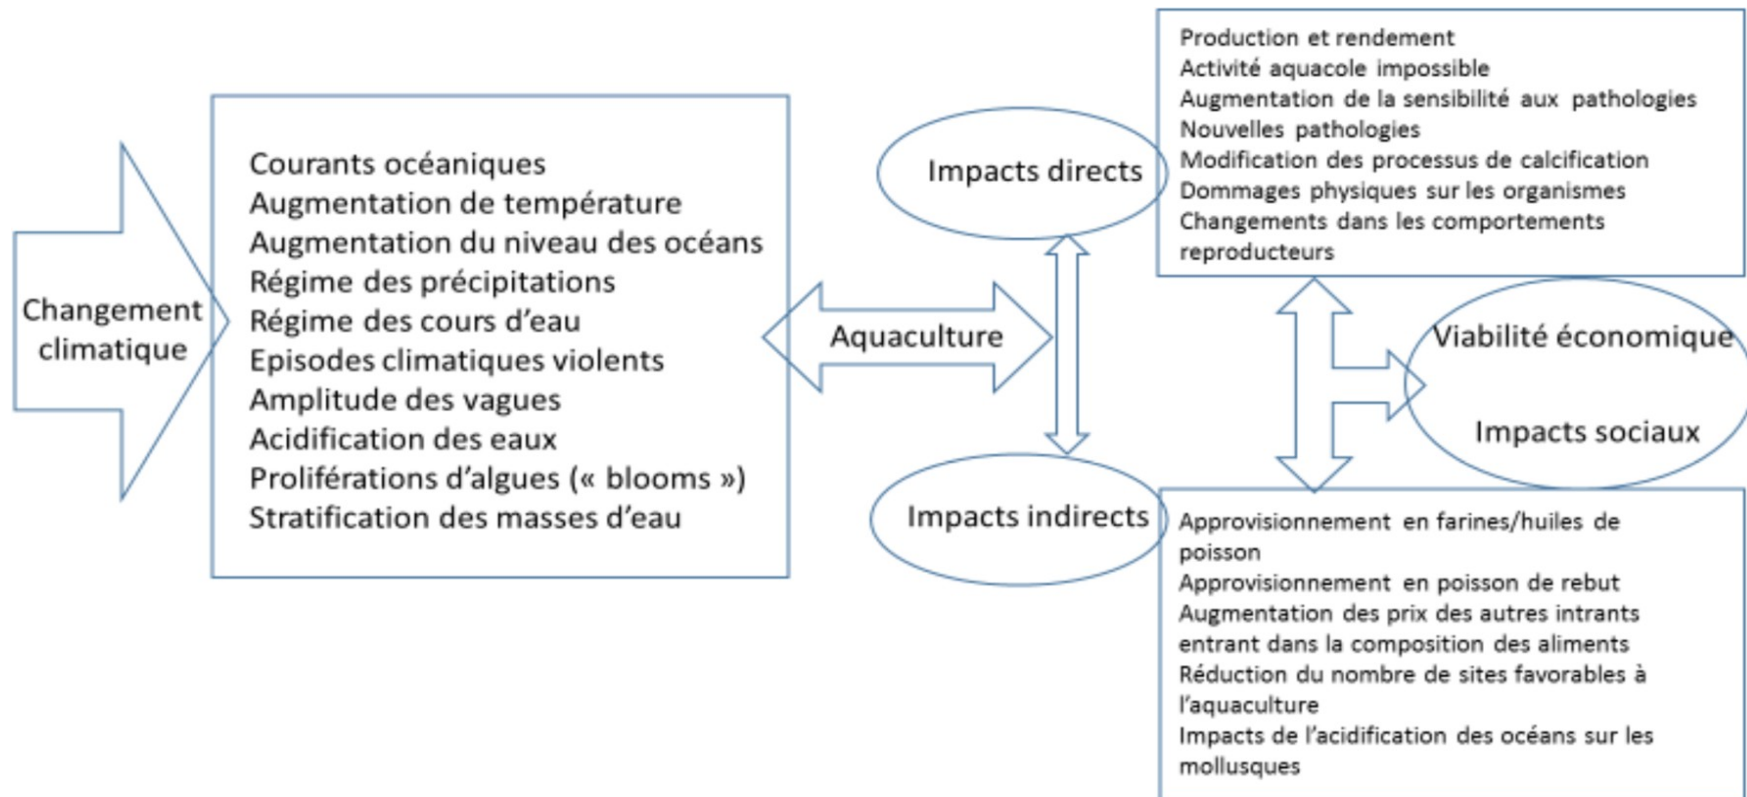 Changement
climatique
Courants océaniques
Augmentation de température
Augmentation du niveau des océans
Régime des précipitations
Régime des cours d'eau
Episodes climatiques violents
Amplitude des vagues
Acidification des eaux
Proliférations d'algues (« blooms »)
Stratification des masses d'eau
Aquaculture
Impacts directs
Production et rendement
Activité aquacole impossible
Augmentation de la sensibilité aux pathologies
Nouvelles pathologies
Modification des processus de calcification
Dommages physiques sur les organismes
Changements dans les comportements
reproducteurs
Viabilité économique
Impacts sociaux
Impacts indirects
Approvisionnement en farines/huiles de
poisson
Approvisionnement en poisson de rebut
Augmentation des prix des autres intrants
entrant dans la composition des aliments
Réduction du nombre de sites favorables à
l'aquaculture
Impacts de l'acidification des océans sur les
mollusques